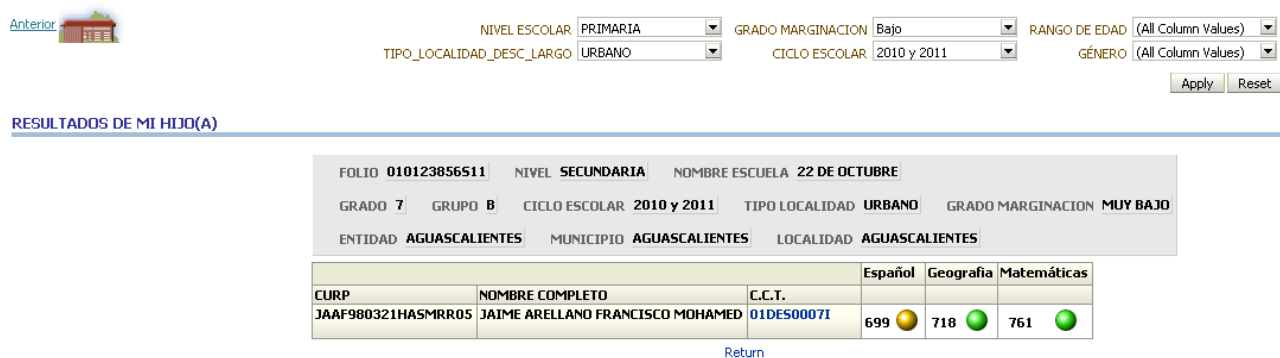 Anterior
NIVEL ESCOLAR PRIMARIA GRADO MARGINACION Bajo RANGO DE EDAD (All Column Values)
TIPO_LOCALIDAD_DESC_LARGO URBANO CICLO ESCOLAR 2010 y 2011 GÉNERO (All Column Values)
Apply Reset
RESULTADOS DE MI HIJO(A)
FOLIO 010123856S11 NIVEL SECUNDARIA NOMBRE ESCUELA 22 DE OCTUBRE
GRADO 7 GRUPO B CICLO ESCOLAR 2010 y 2011 TIPO LOCALIDAD URBANO GRADO MARGINACION MUY BAJO
ENTIDAD AGUASCALIENTES MUNICIPIO AGUASCALIENTES LOCALIDAD AGUASCALIENTES
Español Geografia Matemáticas
CURP NOMBRE COMPLETO C.C.T.
JAAF980321HASMRR05 JAIME ARELLANO FRANCISCO MOHAMED 01DES0007I 699 718 761
Return